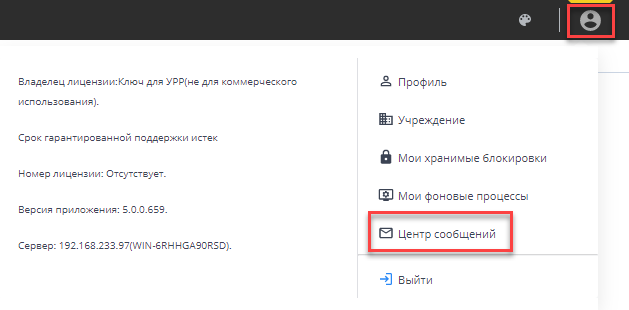 Владелец лицензии:Ключ для УРР(не для коммерческого
использования).
Срок гарантированной поддержки истек
Номер лицензии: Отсутствует.
Версия приложения: 5.0.0.659.
Сервер: 192.168.233.97(WIN-6RHHGA90RSD).
Профиль
Учреждение
Мои хранимые блокировки
Мои фоновые процессы
Центр сообщений
Выйти